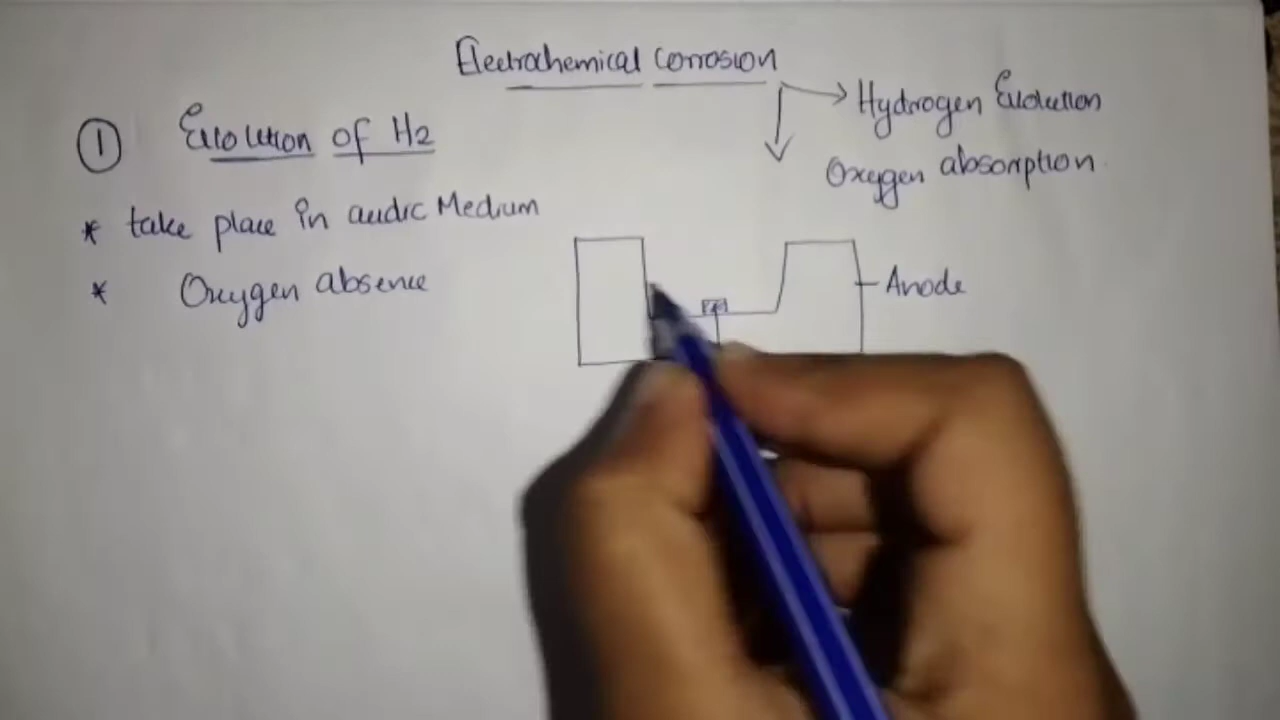 Electrochemical Corrosion
Hydrogen Evolution
Oxygen absorption
① Evolution of H2
* take place in acidic Medium
* Oxygen absence
Anode